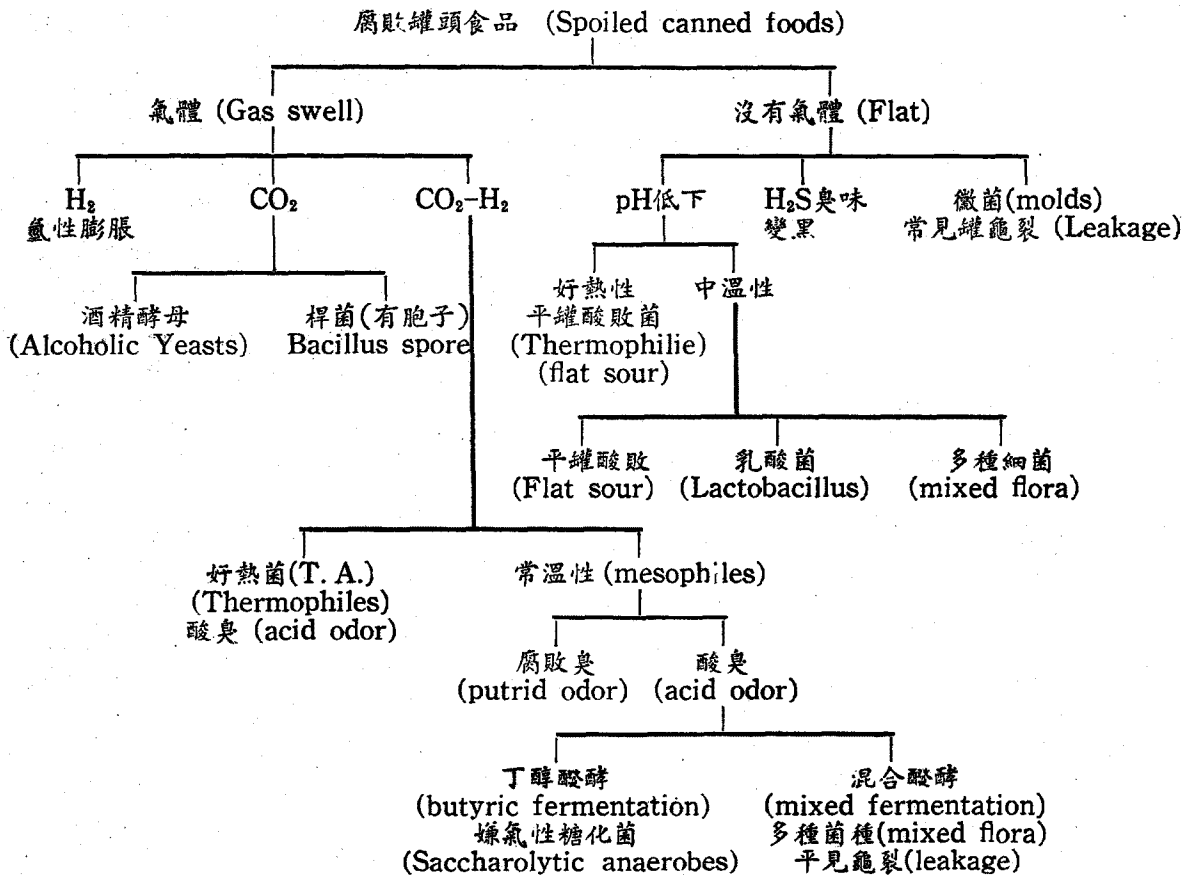 腐敗罐頭食品 (Spoiled canned foods)
氣體 (Gas swell)
沒有氣體 (Flat)
H₂
氫性膨脹
CO₂
CO₂-H₂
pH低下
H₂S臭味
變黑
黴菌(molds)
常見罐龜裂 (Leakage)
酒精酵母
(Alcoholic Yeasts)
桿菌(有胞子)
Bacillus spore
好熱性
平罐酸敗菌
(Thermophilie)
(flat sour)
中溫性
平罐酸敗
(Flat sour)
乳酸菌
(Lactobacillus)
多種細菌
(mixed flora)
好熱菌(T. A.)
(Thermophiles)
酸臭 (acid odor)
常溫性 (mesophiles)
腐敗臭
(putrid odor)
酸臭
(acid odor)
丁醇醱酵
(butyric fermentation)
嫌氣性糖化菌
(Saccharolytic anaerobes)
混合醱酵
(mixed fermentation)
多種菌種(mixed flora)
平見龜裂(leakage)